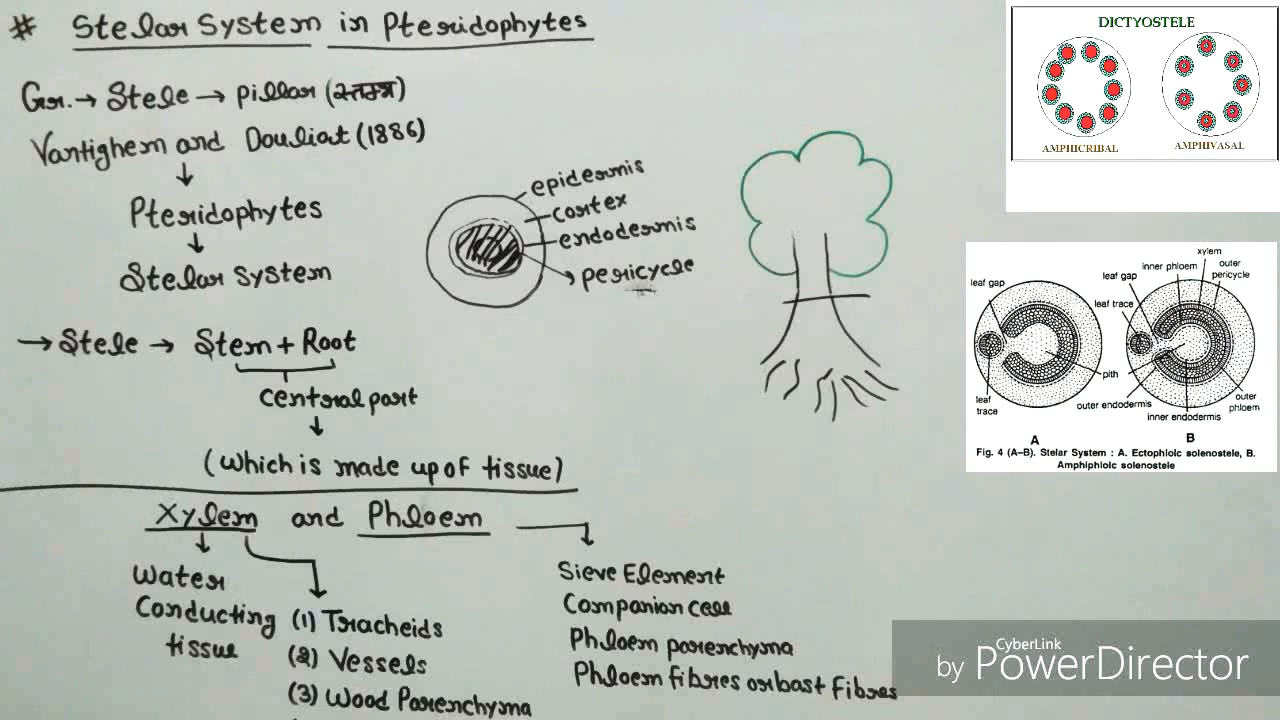 # Stelar System in Pteridophytes
Gr. → Stele → pillar (स्तम्भ)
Vantighem and Douliat (1886)
↓
Pteridophytes
↓
Stelar System
epidermis
cortex
endodermis
pericycle
→ Stele → Stem + Root
central part
↓
(which is made up of tissue)
Xylem and Phloem
Water
Conducting
tissue
(1) Tracheids
(2) Vessels
(3) Wood Parenchyma
Sieve Element
Companion cell
Phloem parenchyma
Phloem fibres or bast fibres
DICTYOSTELE
AMPHICRIBAL
AMPHIVASAL
leaf gap
leaf trace
leaf gap
leaf trace
inner phloem
xylem
outer pericycle
pith
outer endodermis
inner endodermis
outer phloem
A
B
Fig. 4 (A–B). Stelar System : A. Ectophloic solenostele, B.
Amphiphloic solenostele
by CyberLink PowerDirector